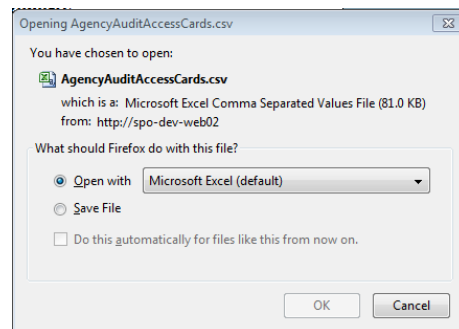 Opening AgencyAuditAccessCards.csv
You have chosen to open:
AgencyAuditAccessCards.csv
which is a: Microsoft Excel Comma Separated Values File (81.0 KB)
from: http://spo-dev-web02
What should Firefox do with this file?
Open with Microsoft Excel (default)
Save File
Do this automatically for files like this from now on.
OK Cancel